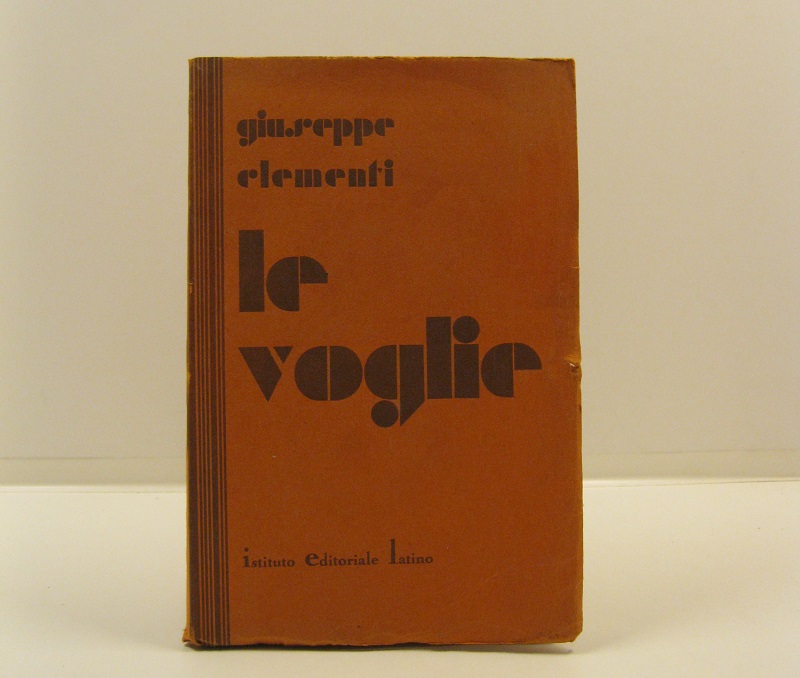 giuseppe
clementi
le
voglie
istituto editoriale latino